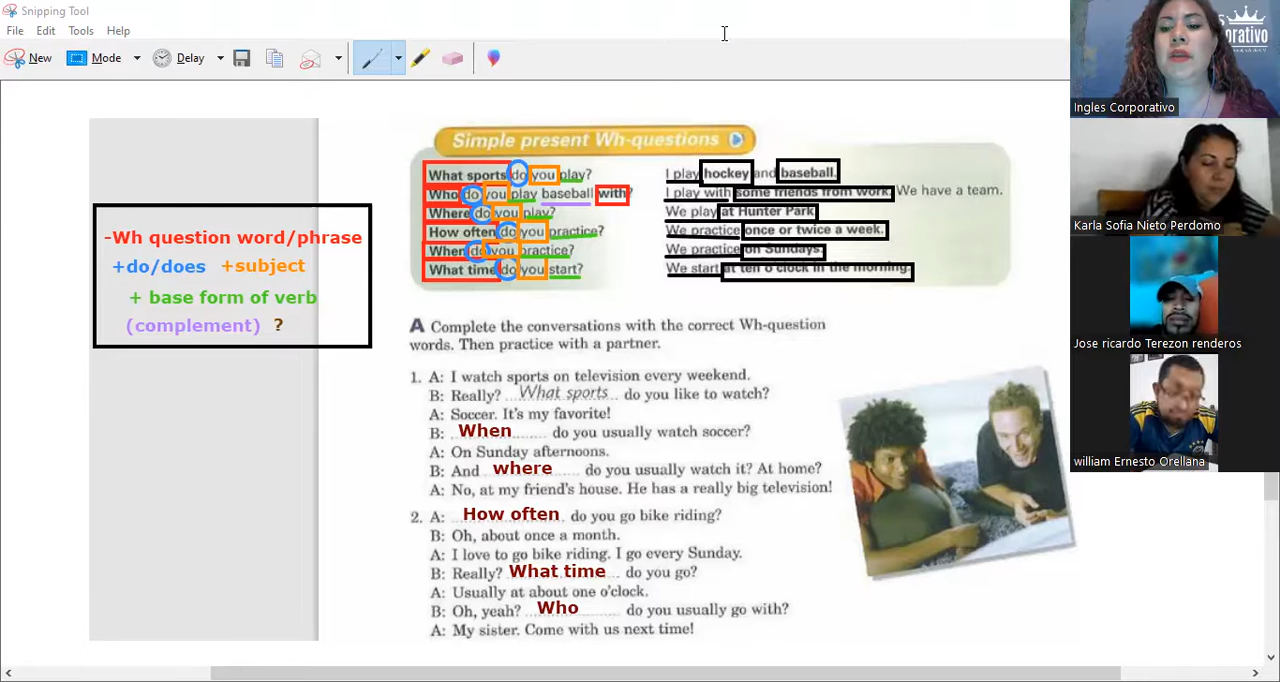 Snipping Tool
File Edit Tools Help
New Mode Delay
Simple present Wh-questions
What sports do you play? I play hockey and baseball.
Who do you play baseball with? I play with some friends from work. We have a team.
Where do you play? We play at Hunter Park
How often do you practice? We practice once or twice a week.
When do you practice? We practice on Sundays.
What time do you start? We start at ten o'clock in the morning.
-Wh question word/phrase
+do/does +subject
+ base form of verb
(complement) ?
A Complete the conversations with the correct Wh-question
words. Then practice with a partner.
1. A: I watch sports on television every weekend.
B: Really? What sports do you like to watch?
A: Soccer. It's my favorite!
B: When do you usually watch soccer?
A: On Sunday afternoons.
B: And where do you usually watch it? At home?
A: No, at my friend's house. He has a really big television!
2. A: How often do you go bike riding?
B: Oh, about once a month.
A: I love to go bike riding. I go every Sunday.
B: Really? What time do you go?
A: Usually at about one o'clock.
B: Oh, yeah? Who do you usually go with?
A: My sister. Come with us next time!
Ingles Corporativo
Karla Sofia Nieto Perdomo
Jose ricardo Terezon renderos
william Ernesto Orellana